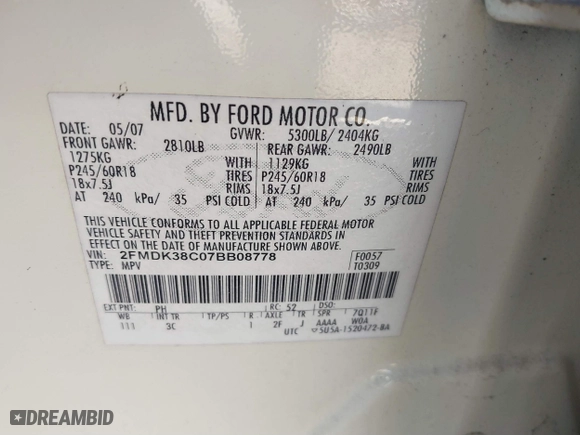 MFD. BY FORD MOTOR CO.
DATE: 05/07 GVWR: 5300LB/ 2404KG
FRONT GAWR: 2810LB REAR GAWR: 2490LB
1275KG WITH 1129KG WITH
P245/60R18 TIRES P245/60R18 TIRES
18x7.5J RIMS 18x7.5J RIMS
AT 240 kPa/ 35 PSI COLD AT 240 kPa/ 35 PSI COLD
THIS VEHICLE CONFORMS TO ALL APPLICABLE FEDERAL MOTOR
VEHICLE SAFETY AND THEFT PREVENTION STANDARDS IN
EFFECT ON THE DATE OF MANUFACTURE SHOWN ABOVE.
VIN: 2FMDK38C07BB08778 F0057
TYPE: MPV T0309
EXT PNT: PH RC: 52 DSO:
WB INT TR TP/PS R AXLE TR SPR 7Q11F
111 3C 1 2F J AAAA W0A
UTC 5U5A-1520472-BA
DREAMBID